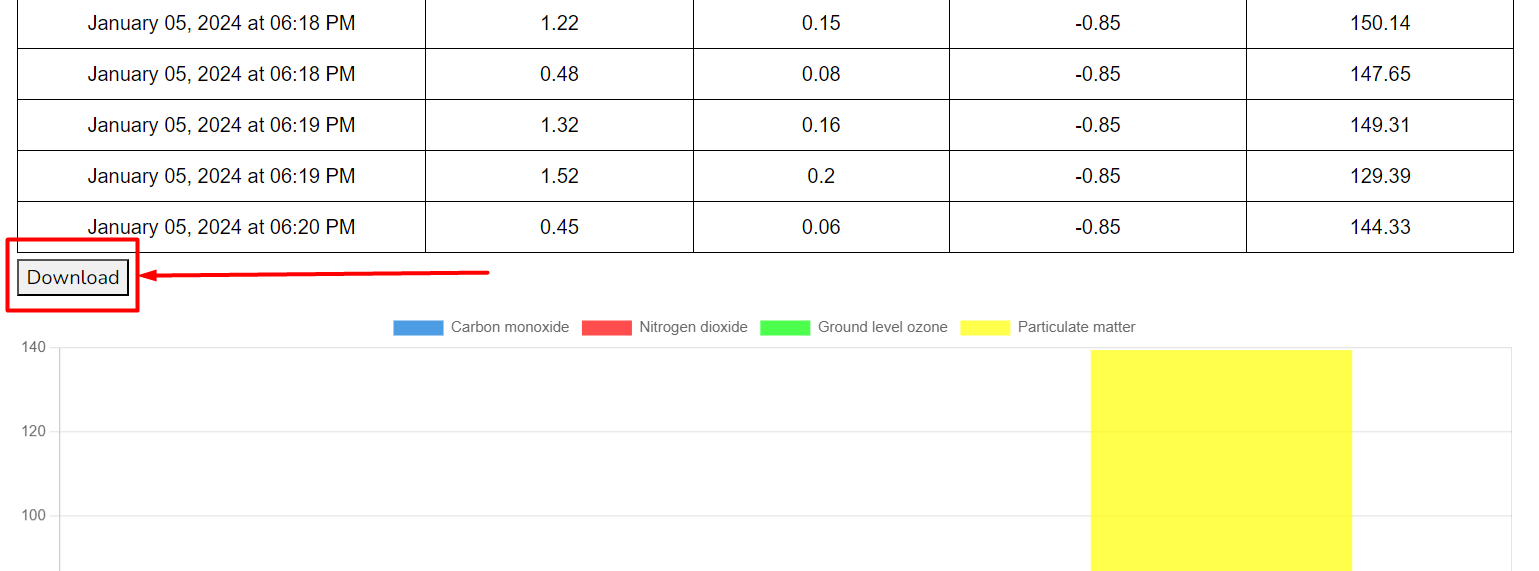 January 05, 2024 at 06:18 PM 1.22 0.15 -0.85 150.14
January 05, 2024 at 06:18 PM 0.48 0.08 -0.85 147.65
January 05, 2024 at 06:19 PM 1.32 0.16 -0.85 149.31
January 05, 2024 at 06:19 PM 1.52 0.2 -0.85 129.39
January 05, 2024 at 06:20 PM 0.45 0.06 -0.85 144.33
Download
Carbon monoxide Nitrogen dioxide Ground level ozone Particulate matter
140
120
100